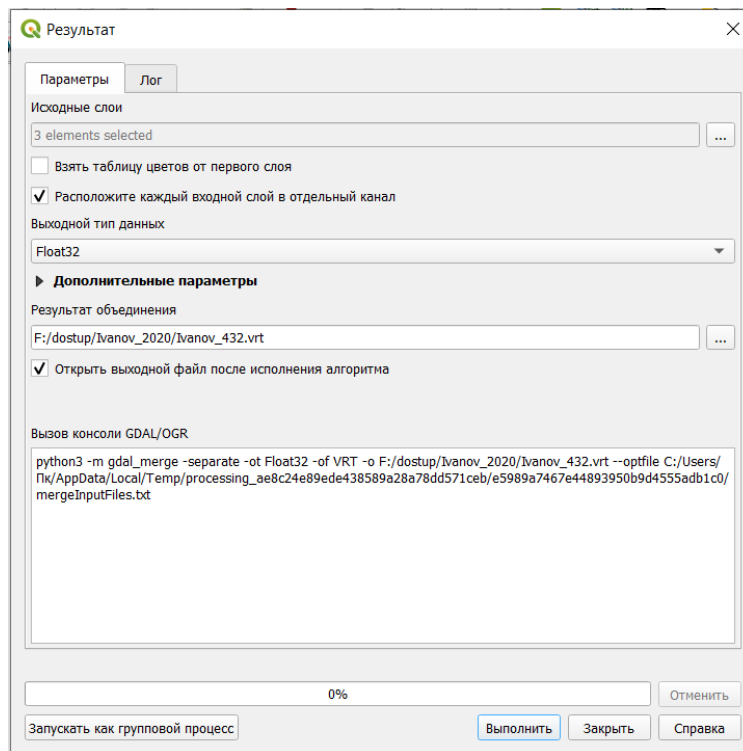 Результат
Параметры
Лог
Исходные слои
3 elements selected
...
Взять таблицу цветов от первого слоя
Расположите каждый входной слой в отдельный канал
Выходной тип данных
Float32
Дополнительные параметры
Результат объединения
F:/dostup/Ivanov_2020/Ivanov_432.vrt
...
Открыть выходной файл после исполнения алгоритма
Вызов консоли GDAL/OGR
python3 -m gdal_merge -separate -ot Float32 -of VRT -o F:/dostup/Ivanov_2020/Ivanov_432.vrt --optfile C:/Users/
Пк/AppData/Local/Temp/processing_ae8c24e89ede438589a28a78dd571ceb/e5989a7467e44893950b9d4555adb1c0/
mergeInputFiles.txt
0%
Отменить
Запускать как групповой процесс
Выполнить
Закрыть
Справка